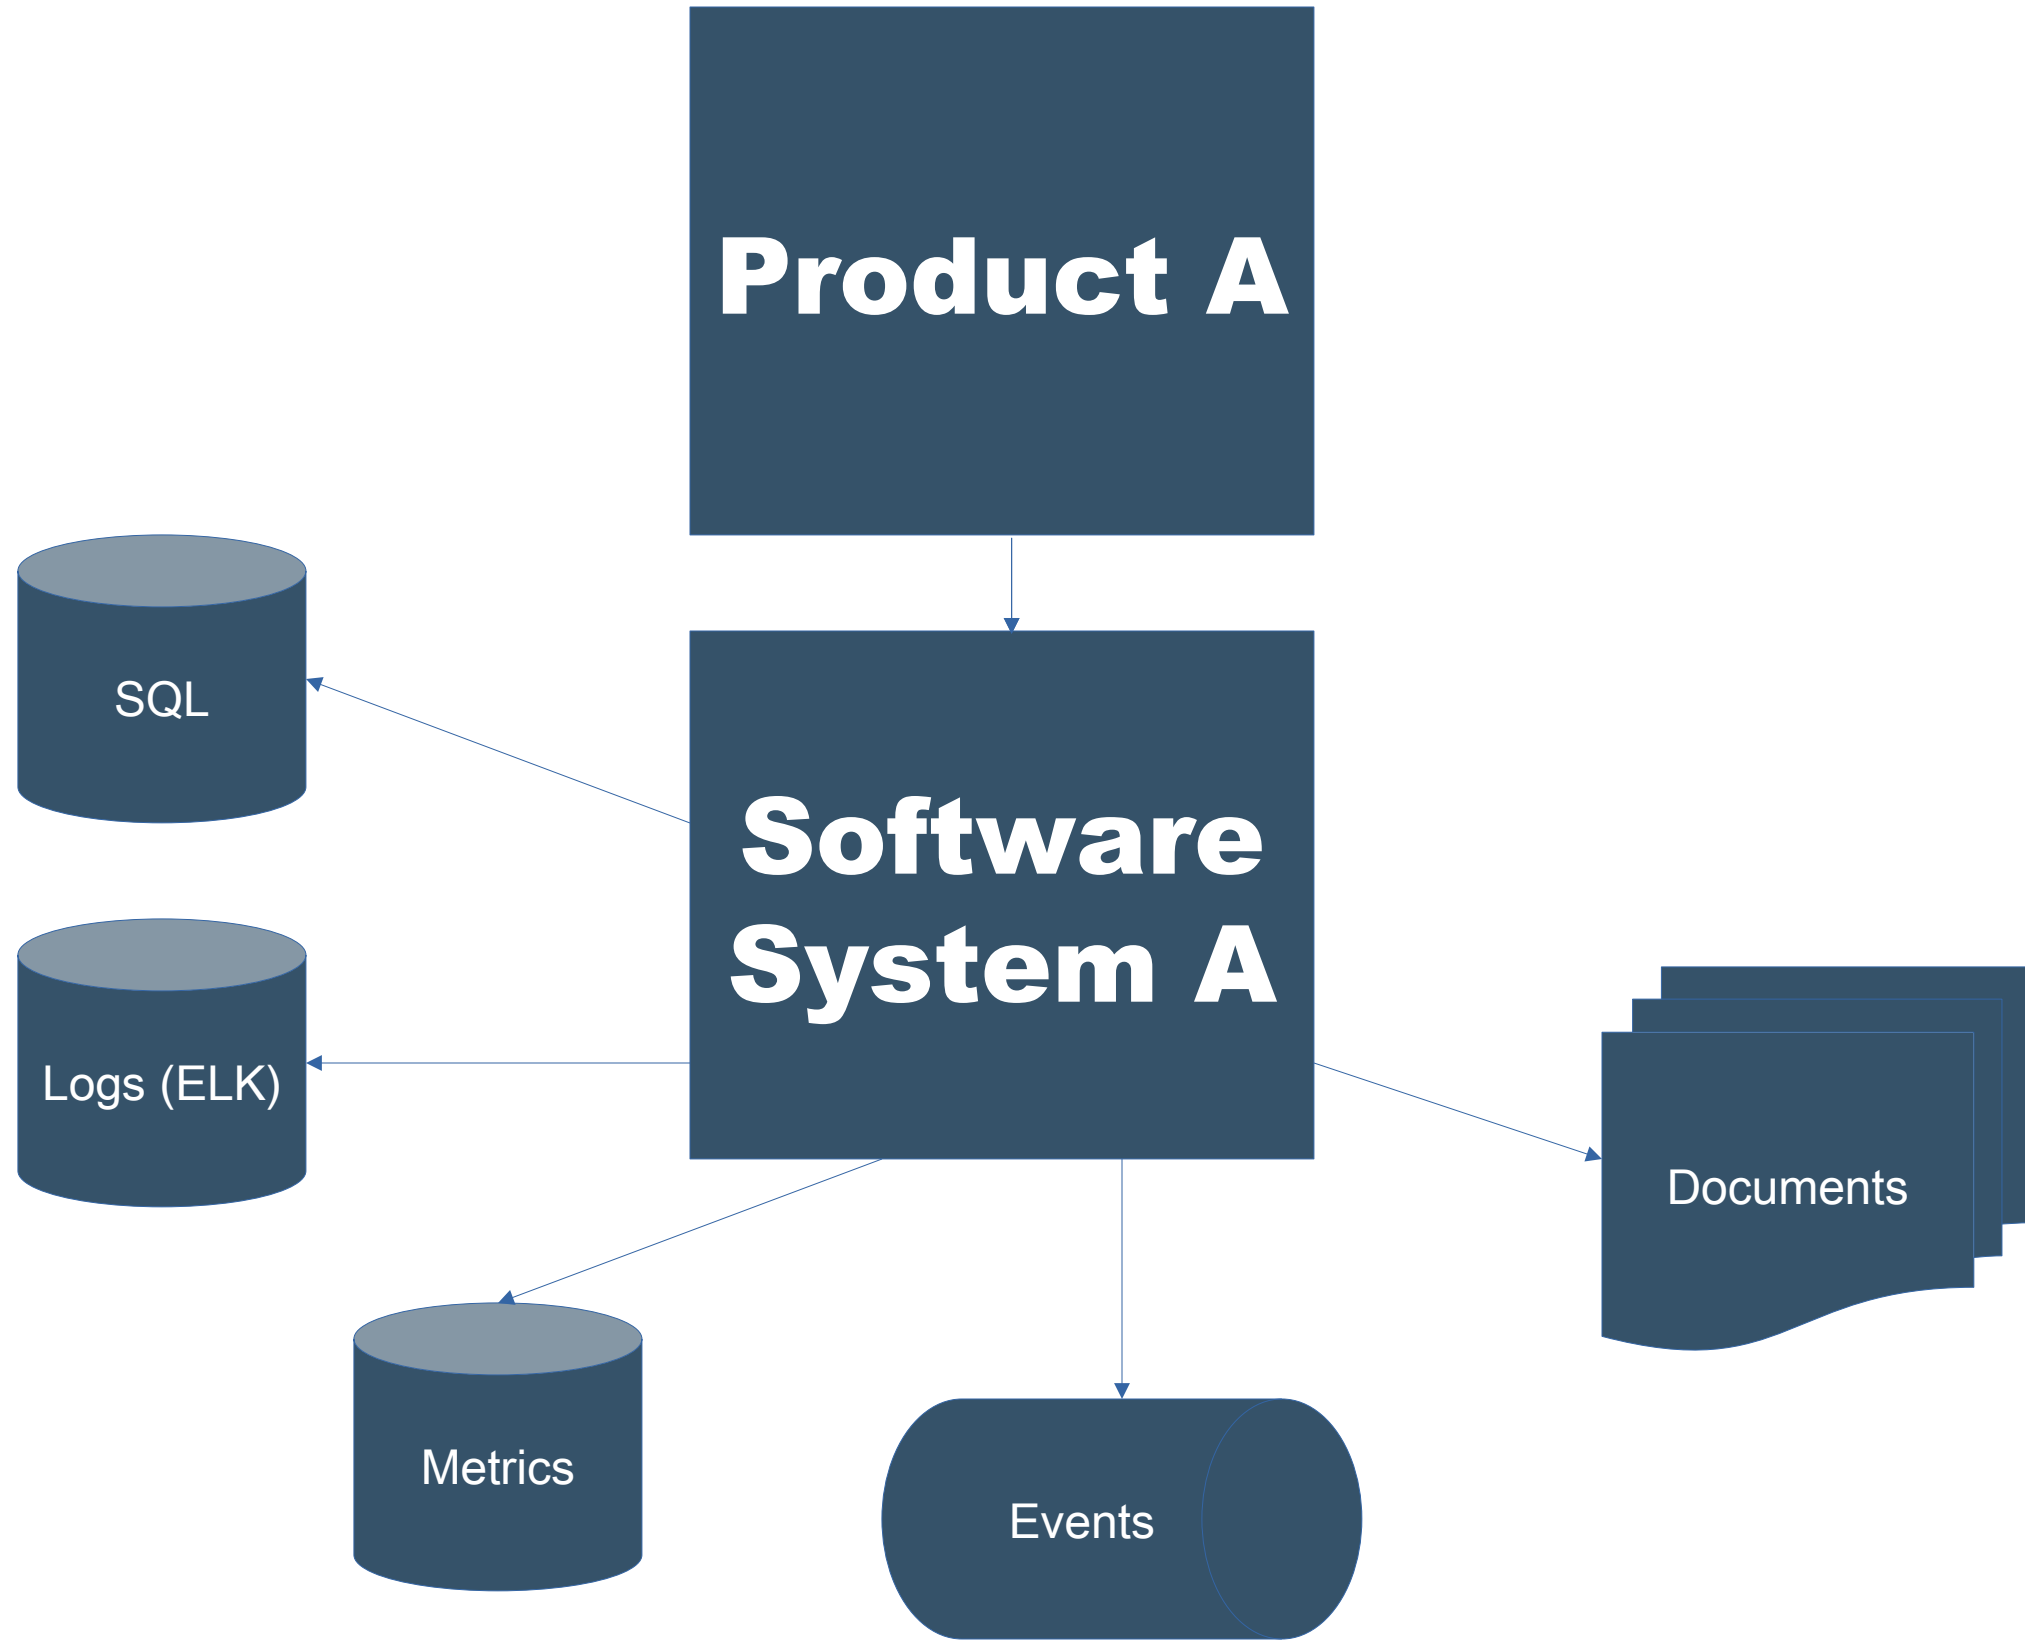 Product A
SQL
Software
System A
Logs (ELK)
Documents
Metrics
Events